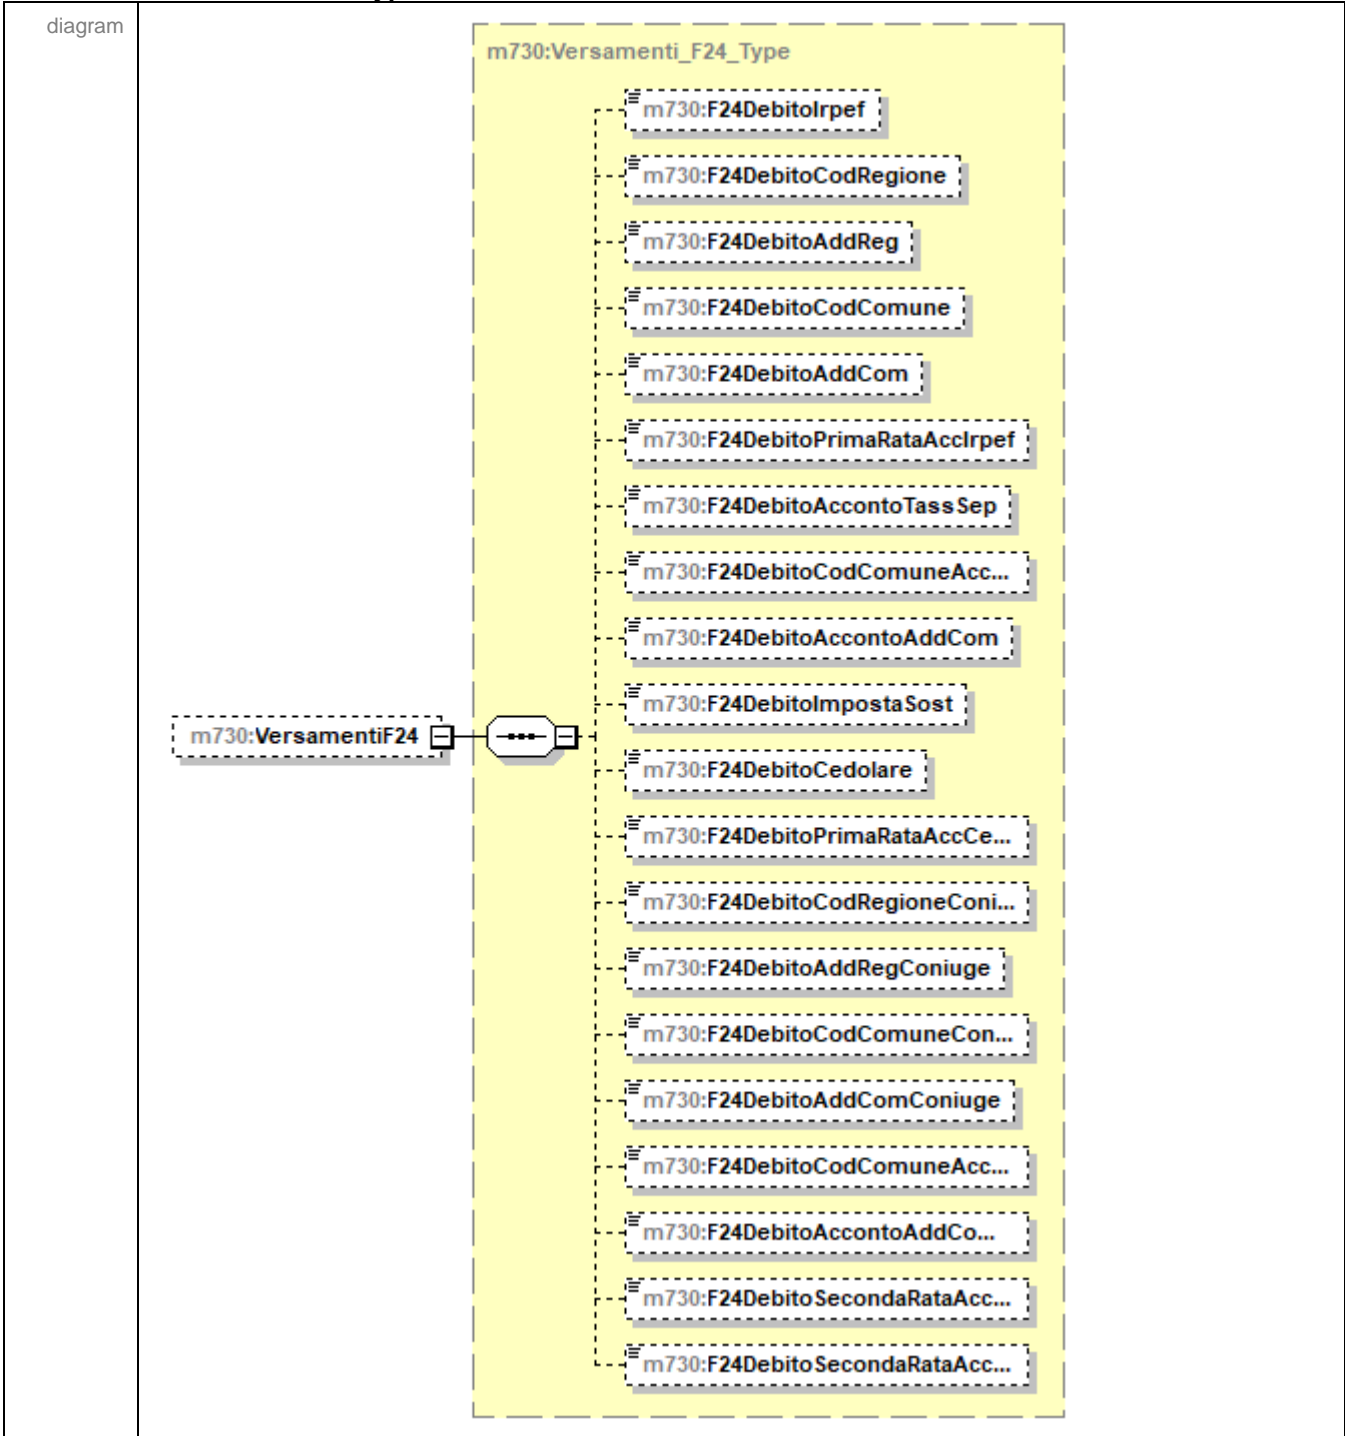 diagram
m730:Versamenti_F24_Type
m730:F24DebitoIrpef
m730:F24DebitoCodRegione
m730:F24DebitoAddReg
m730:F24DebitoCodComune
m730:F24DebitoAddCom
m730:F24DebitoPrimaRataAccIrpef
m730:F24DebitoAccontoTassSep
m730:F24DebitoCodComuneAcc...
m730:F24DebitoAccontoAddCom
m730:F24DebitoImpostaSost
m730:VersamentiF24
m730:F24DebitoCedolare
m730:F24DebitoPrimaRataAccCe...
m730:F24DebitoCodRegioneConi...
m730:F24DebitoAddRegConiuge
m730:F24DebitoCodComuneCon...
m730:F24DebitoAddComConiuge
m730:F24DebitoCodComuneAcc...
m730:F24DebitoAccontoAddCo...
m730:F24DebitoSecondaRataAcc...
m730:F24DebitoSecondaRataAcc...